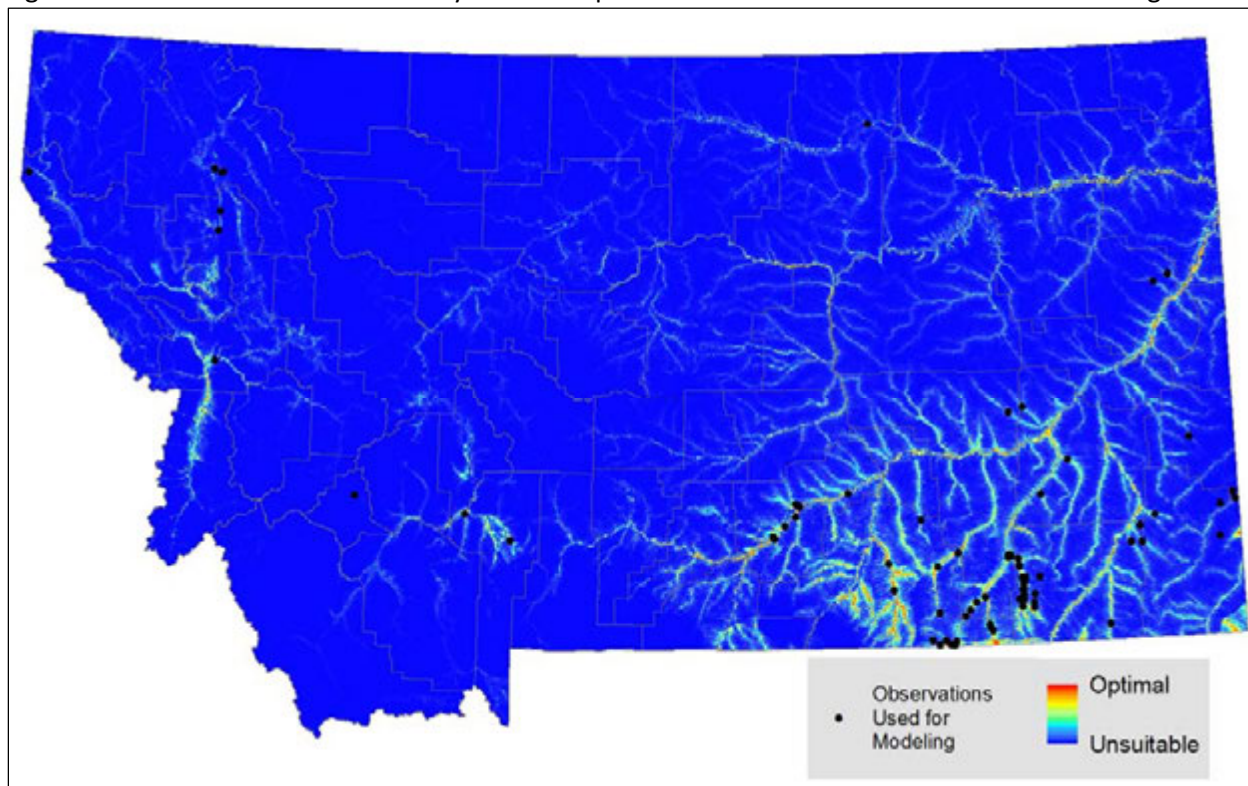 Observations
Used for
Modeling
Optimal
Unsuitable